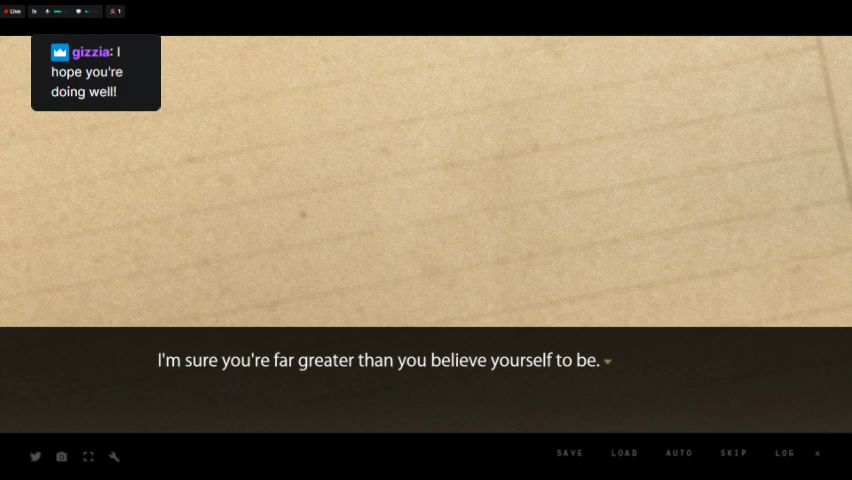 Live
1
gizzia: I
hope you're
doing well!
I'm sure you're far greater than you believe yourself to be.
SAVE LOAD AUTO SKIP LOG ×